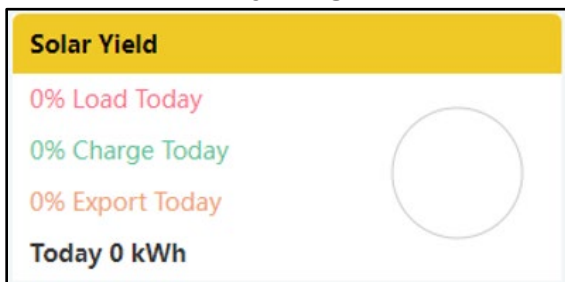 Solar Yield
0% Load Today
0% Charge Today
0% Export Today
Today 0 kWh